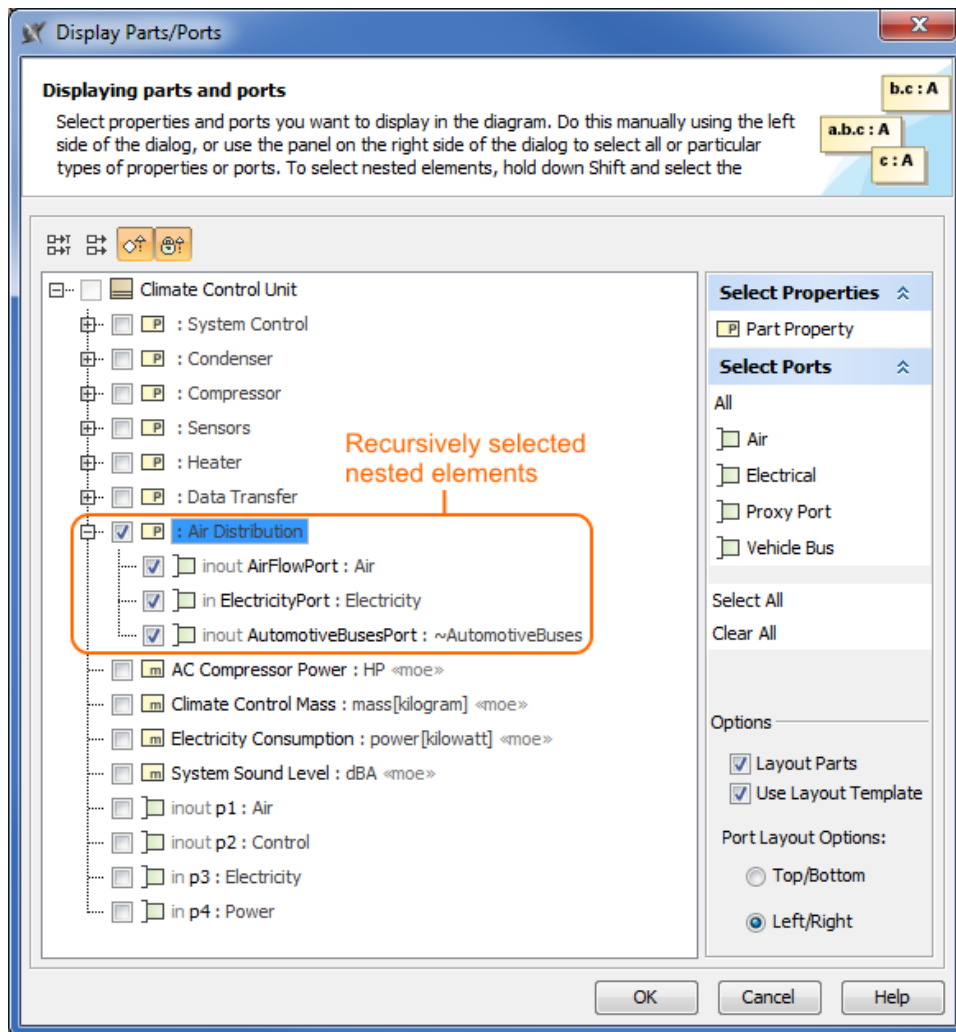 Display Parts/Ports
Displaying parts and ports
Select properties and ports you want to display in the diagram. Do this manually using the left
side of the dialog, or use the panel on the right side of the dialog to select all or particular
types of properties or ports. To select nested elements, hold down Shift and select the
b.c : A
a.b.c : A
c : A
Climate Control Unit
P : System Control
P : Condenser
P : Compressor
P : Sensors
P : Heater
P : Data Transfer
P : Air Distribution
inout AirFlowPort : Air
in ElectricityPort : Electricity
inout AutomotiveBusesPort : ~AutomotiveBuses
m AC Compressor Power : HP «moe»
m Climate Control Mass : mass[kilogram] «moe»
m Electricity Consumption : power[kilowatt] «moe»
m System Sound Level : dBA «moe»
inout p1 : Air
inout p2 : Control
in p3 : Electricity
in p4 : Power
Recursively selected
nested elements
Select Properties
P Part Property
Select Ports
All
Air
Electrical
Proxy Port
Vehicle Bus
Select All
Clear All
Options
Layout Parts
Use Layout Template
Port Layout Options:
Top/Bottom
Left/Right
OK
Cancel
Help